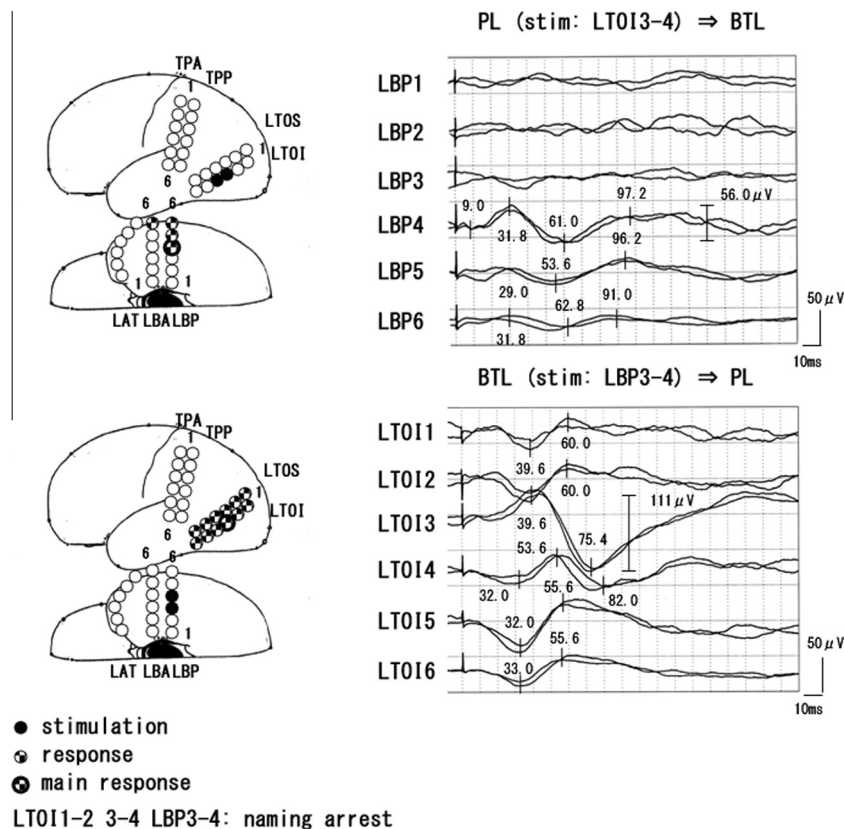 PL (stim: LTOI3-4) ⇒ BTL
TPA
TPP
1
LTOS
LTOI
1
6
6
6
1
1
LAT LBA LBP
LBP1
LBP2
LBP3
LBP4
LBP5
LBP6
9.0
31.8
61.0
97.2
96.2
56.0μV
53.6
29.0
62.8
91.0
31.8
50μV
10ms
BTL (stim: LBP3-4) ⇒ PL
TPA
TPP
1
LTOS
LTOI
1
6
6
6
1
1
LAT LBA LBP
LTOI1
LTOI2
LTOI3
LTOI4
LTOI5
LTOI6
60.0
39.6
60.0
39.6
111μV
53.6
75.4
32.0
55.6
82.0
32.0
55.6
33.0
50μV
10ms
stimulation
response
main response
LTOI1-2 3-4 LBP3-4: naming arrest